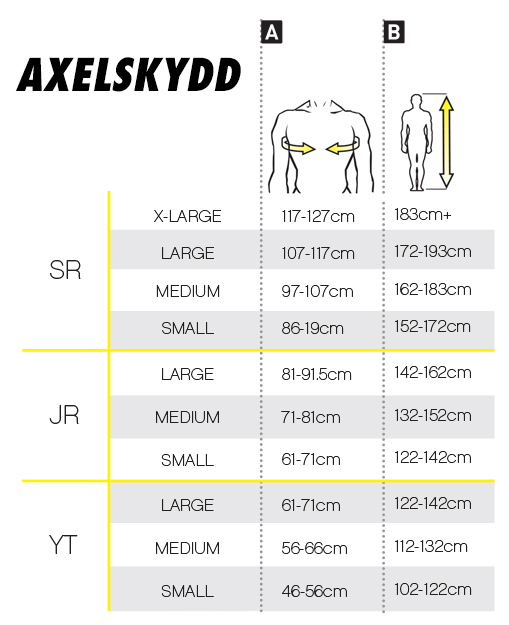 A B
AXELSKYDD
X-LARGE 117-127cm 183cm+
SR
LARGE 107-117cm 172-193cm
MEDIUM 97-107cm 162-183cm
SMALL 86-19cm 152-172cm
LARGE 81-91.5cm 142-162cm
JR MEDIUM 71-81cm 132-152cm
SMALL 61-71cm 122-142cm
LARGE 61-71cm 122-142cm
YT MEDIUM 56-66cm 112-132cm
SMALL 46-56cm 102-122cm